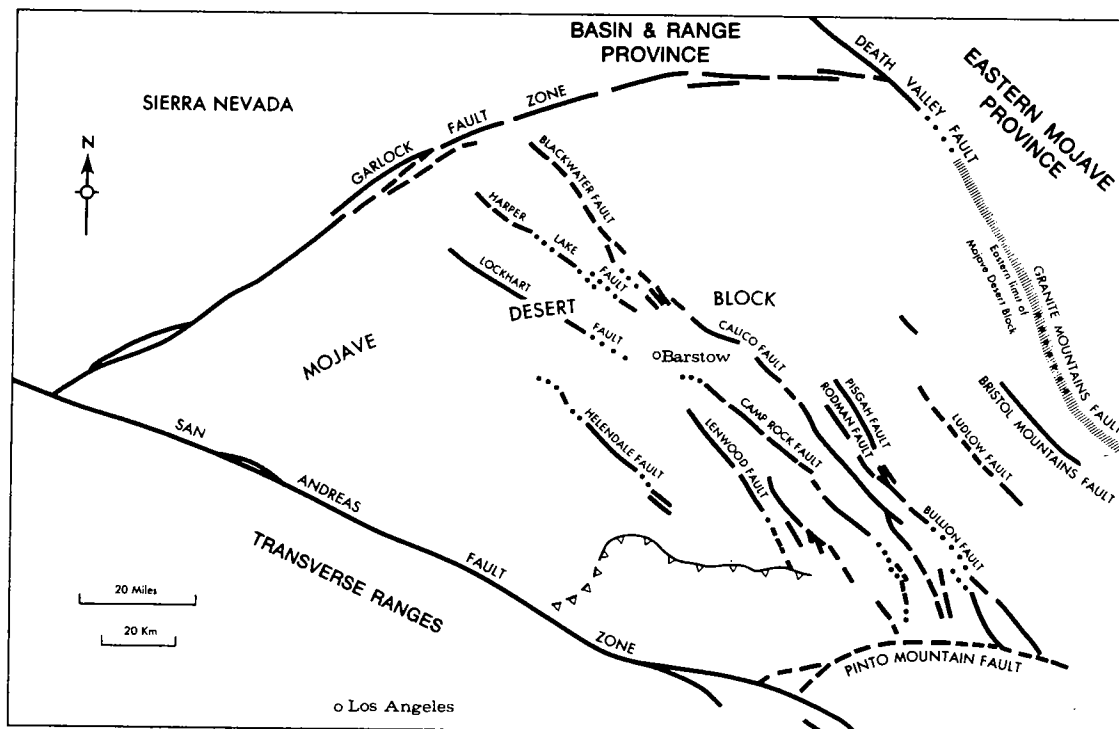 BASIN & RANGE
PROVINCE
SIERRA NEVADA
DEATH VALLEY FAULT
EASTERN MOJAVE
PROVINCE
N
GARLOCK FAULT ZONE
BLACKWATER FAULT
HARPER LAKE FAULT
LOCKHART FAULT
MOJAVE DESERT BLOCK
Eastern limit of
Mojave Desert Block
GRANITE MOUNTAINS FAULT
CALICO FAULT
Barstow
PISGAH FAULT
RODMAN FAULT
CAMP ROCK FAULT
LENWOOD FAULT
HELENDALE FAULT
LUDLOW FAULT
BRISTOL MOUNTAINS FAULT
BULLION FAULT
SAN ANDREAS FAULT ZONE
TRANSVERSE RANGES
20 Miles
20 Km
PINTO MOUNTAIN FAULT
Los Angeles